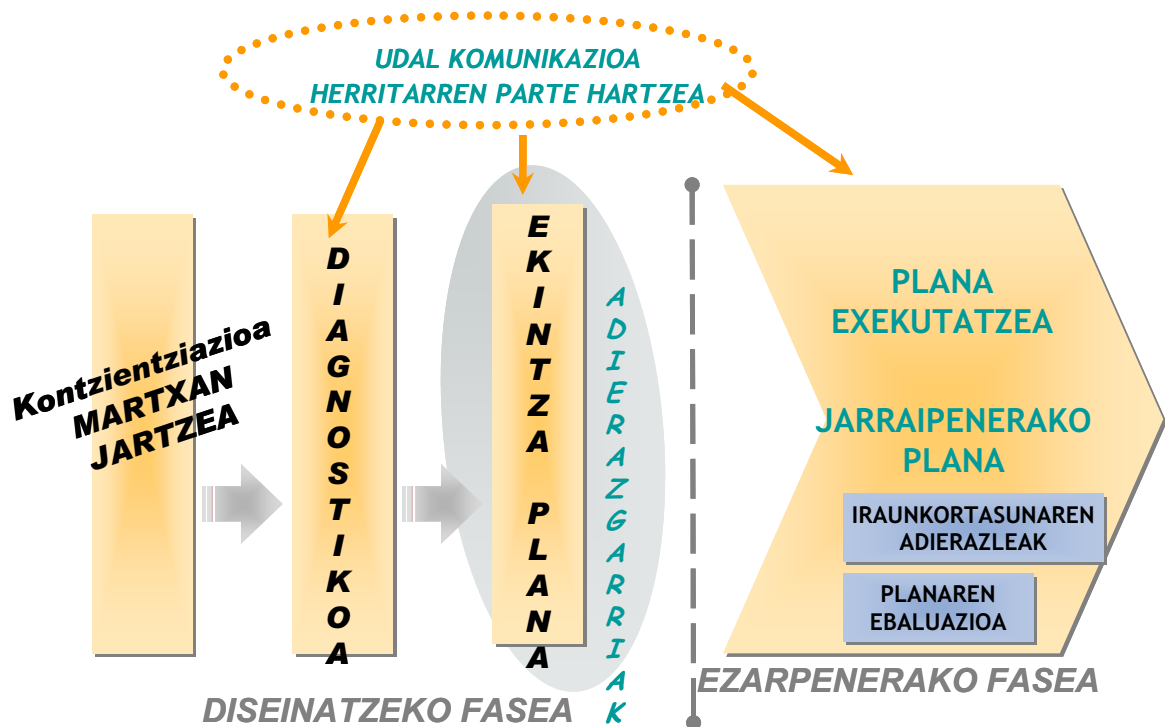 UDAL KOMUNIKAZIOA
HERRITARREN PARTE HARTZEA
Kontzientziazioa
MARTXAN
JARTZEA
DIAGNOSTIKOA
EKINTZA PLANA
ADIERAZGARRIAK
PLANA
EXEKUTATZEA
JARRAIPENERAKO
PLANA
IRAUNKORTASUNAREN
ADIERAZLEAK
PLANAREN
EBALUAZIOA
DISEINATZEKO FASEA
EZARPENERAKO FASEA